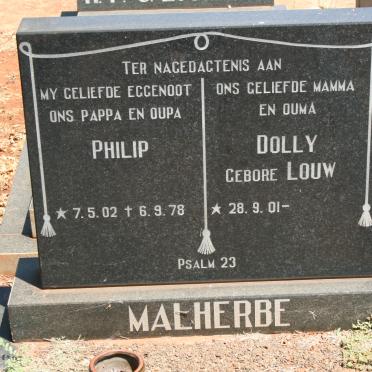 TER NAGEDACTENIS AAN
MY GELIEFDE EGGENOOT
ONS PAPPA EN OUPA
PHILIP
★ 7.5.02 † 6.9.78
ONS GELIEFDE MAMMA
EN OUMA
DOLLY
GEBORE LOUW
★ 28.9.01-
PSALM 23
MALHERBE